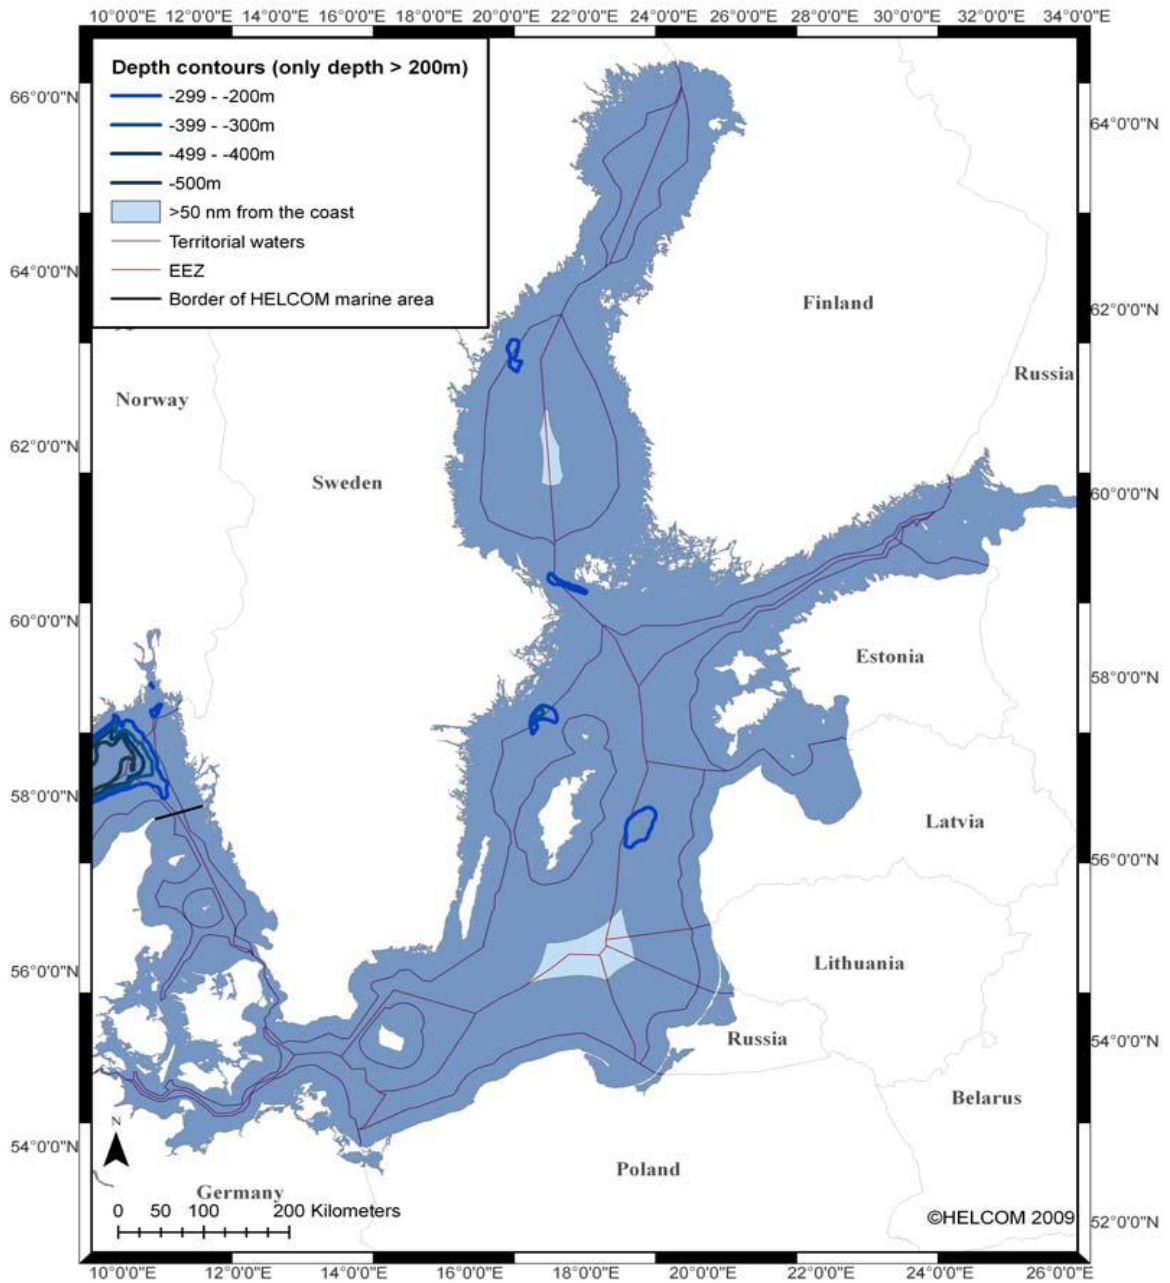 10°0'0"E 12°0'0"E 14°0'0"E 16°0'0"E 18°0'0"E 20°0'0"E 22°0'0"E 24°0'0"E 26°0'0"E 28°0'0"E 30°0'0"E 32°0'0"E 34°0'0"E
Depth contours (only depth > 200m)
-299 - -200m
-399 - -300m
-499 - -400m
-500m
>50 nm from the coast
Territorial waters
EEZ
Border of HELCOM marine area
66°0'0"N
64°0'0"N
64°0'0"N
62°0'0"N
Finland
Russia
Norway
62°0'0"N
Sweden
60°0'0"N
60°0'0"N
Estonia
58°0'0"N
58°0'0"N
Latvia
56°0'0"N
Lithuania
56°0'0"N
Russia
54°0'0"N
Belarus
N
54°0'0"N
Poland
Germany
0 50 100 200 Kilometers
©HELCOM 2009
52°0'0"N
10°0'0"E 12°0'0"E 14°0'0"E 16°0'0"E 18°0'0"E 20°0'0"E 22°0'0"E 24°0'0"E 26°0'0"E